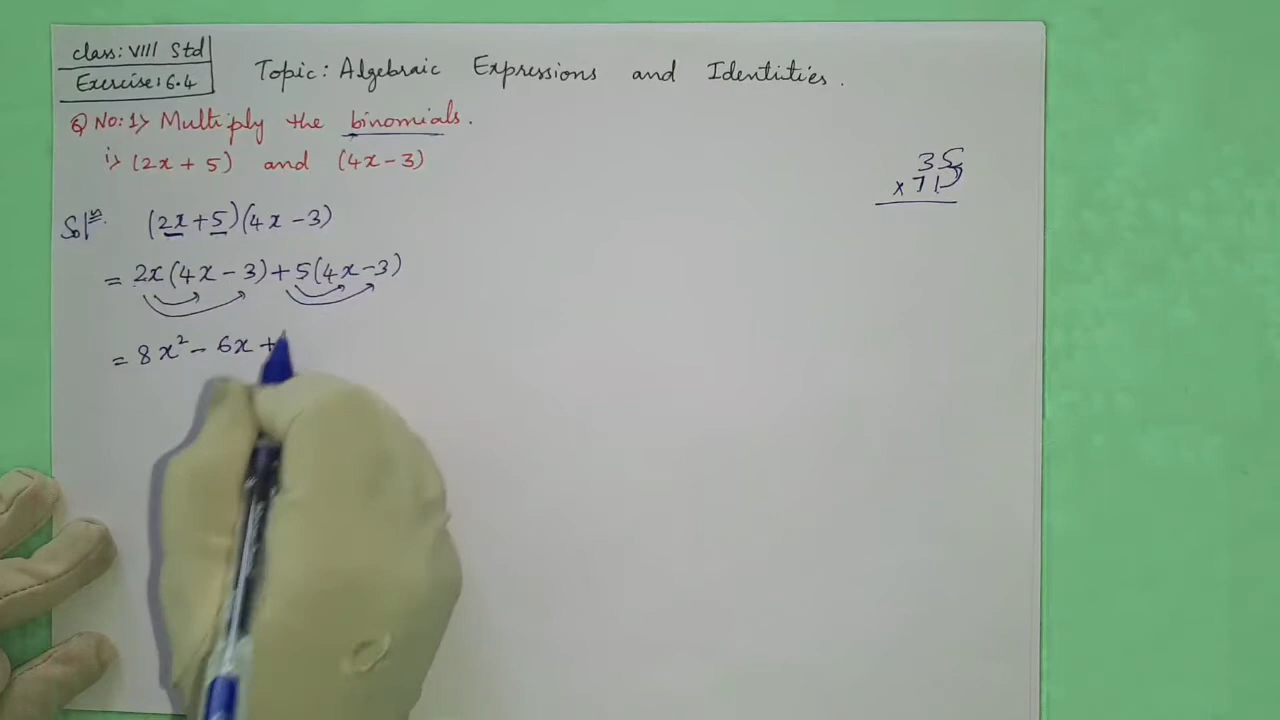 class: VIII Std
Exercise: 6.4
Topic: Algebraic Expressions and Identities.
Q NO: 1> Multiply the binomials.
i> (2x + 5) and (4x - 3)
35
x 71
Solⁿ. (2x + 5)(4x - 3)
= 2x(4x - 3) + 5(4x - 3)
= 8x² - 6x +